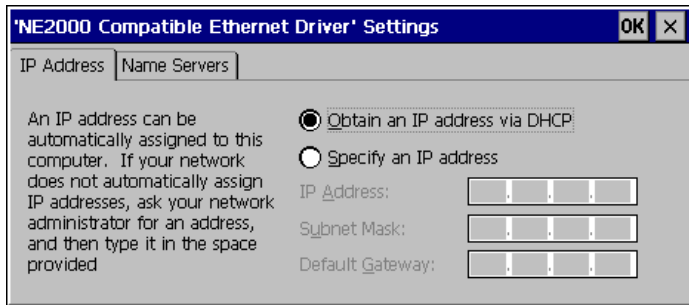 'NE2000 Compatible Ethernet Driver' Settings
OK ×
IP Address Name Servers
An IP address can be
automatically assigned to this
computer. If your network
does not automatically assign
IP addresses, ask your network
administrator for an address,
and then type it in the space
provided
Obtain an IP address via DHCP
Specify an IP address
IP Address:
Subnet Mask:
Default Gateway: